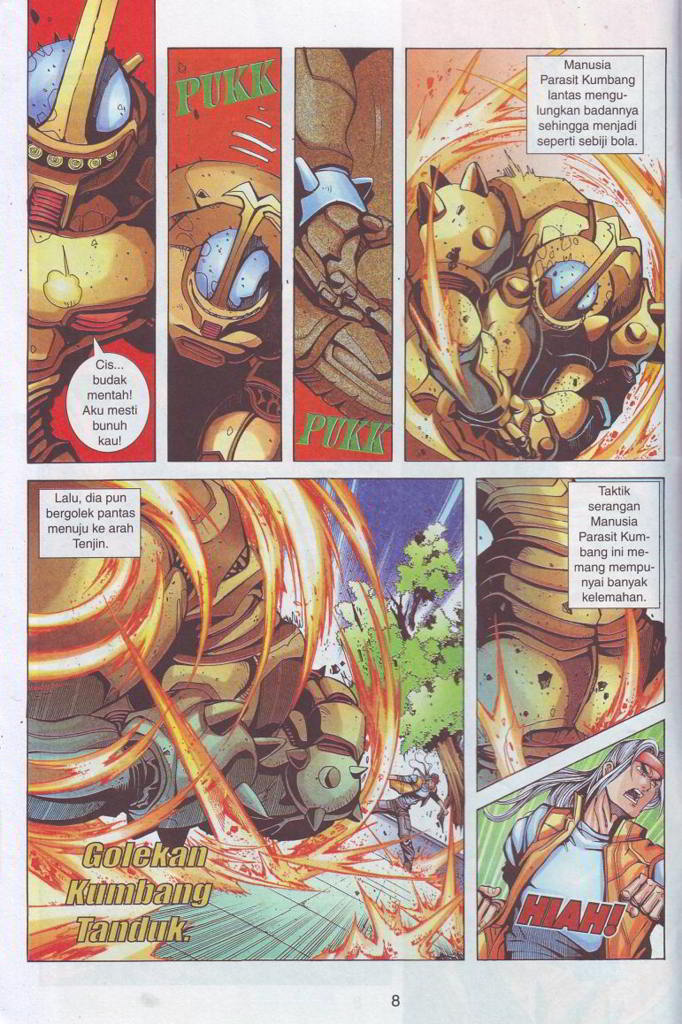 Cis...
budak
mentah!
Aku mesti
bunuh
kau!
PUKK
PUKK
Manusia
Parasit Kumbang
lantas mengu-
lungkan badannya
sehingga menjadi
seperti sebiji bola.
Lalu, dia pun
bergolek pantas
menuju ke arah
Tenjin.
Golekan
Kumbang
Tanduk.
Taktik
serangan
Manusia
Parasit Kum-
bang ini me-
mang mempu-
nyai banyak
kelemahan.
HIAH!
8